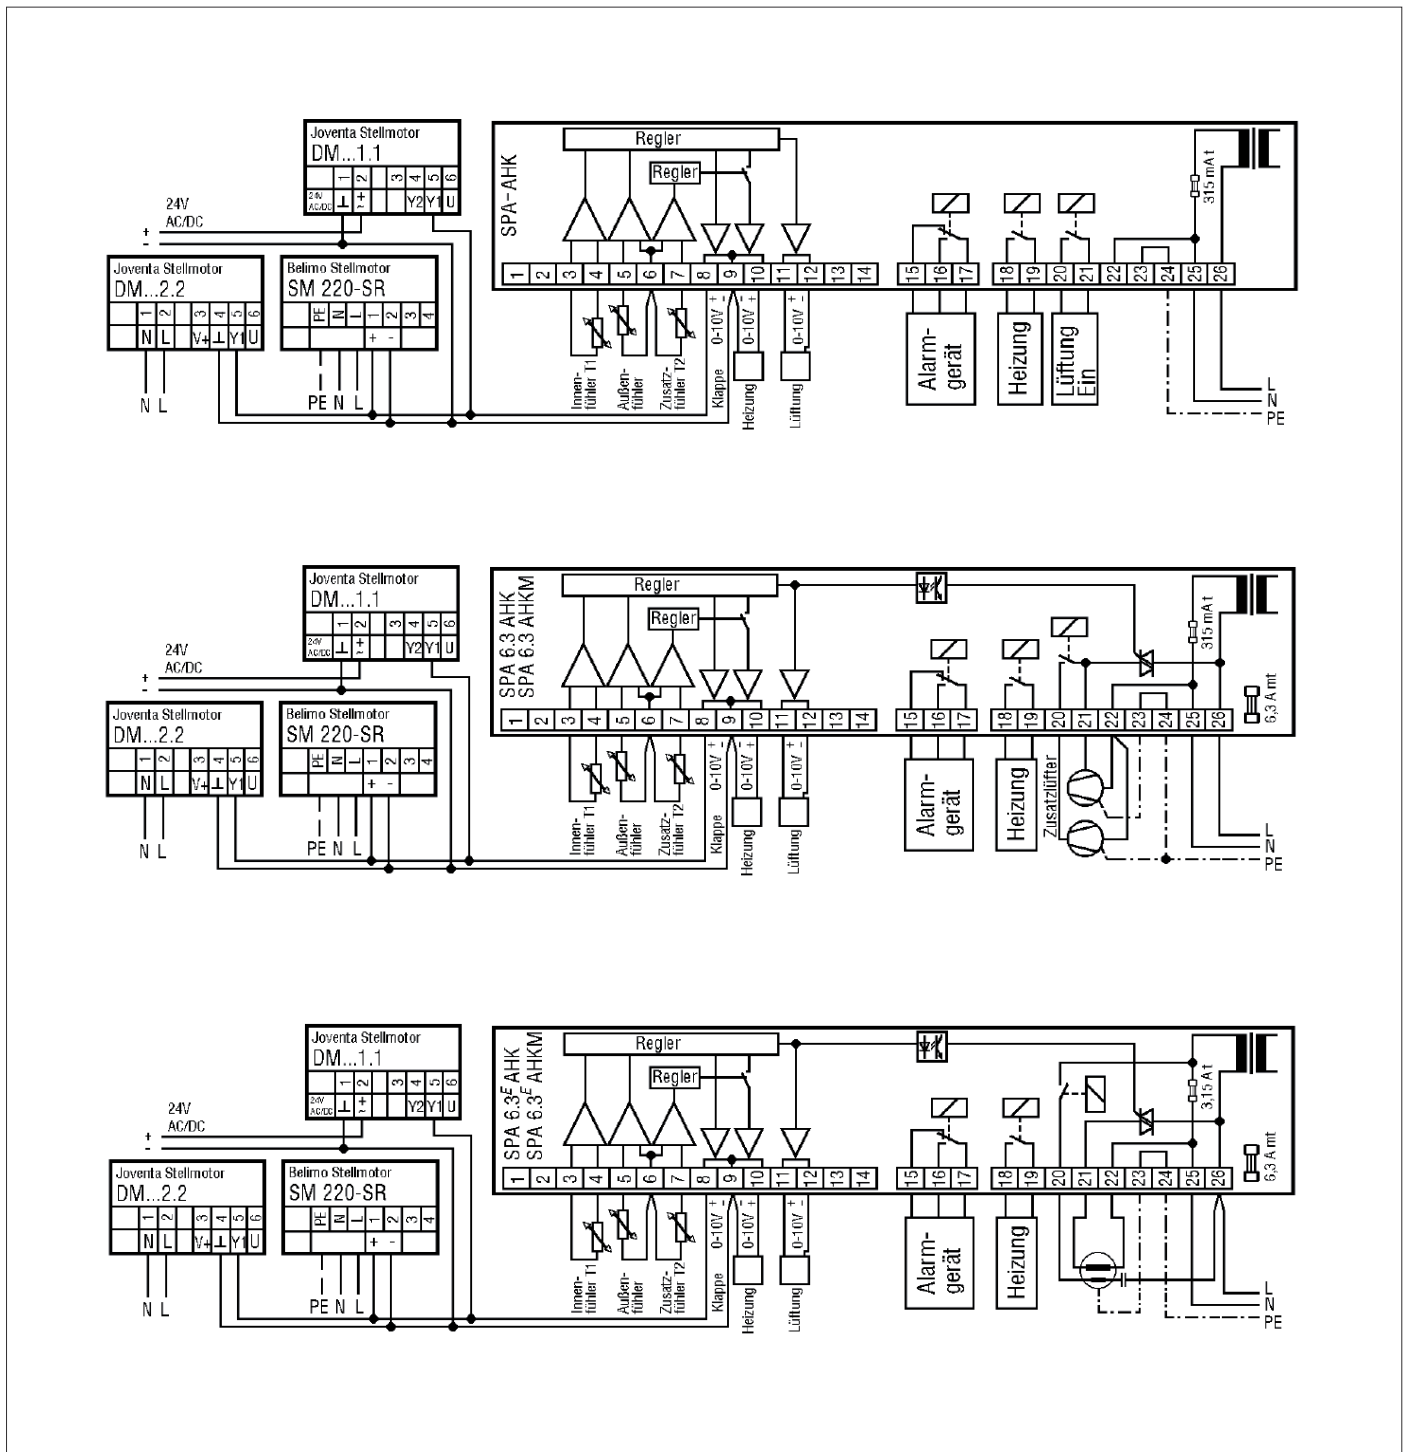 Joventa Stellmotor
DM...1.1
1 2 3 4 5 6
24V AC/DC ⊥ + ~ Y2 Y1 U
24V
AC/DC
+
-
Joventa Stellmotor
DM...2.2
1 2 3 4 5 6
N L V+ ⊥ Y1 U
N L
Belimo Stellmotor
SM 220-SR
PE N L 1 2 3 4
+ -
PE N L
SPA-AHK
Regler
Regler
315 mA t
1 2 3 4 5 6 7 8 9 10 11 12 13 14
15 16 17
18 19 20 21 22 23 24 25 26
Innen-
fühler T1
Außen-
fühler
Zusatz-
fühler T2
0-10V + -
Klappe
0-10V - +
Heizung
0-10V + -
Lüftung
Alarm-
gerät
Heizung
Lüftung
Ein
L
N
PE
Joventa Stellmotor
DM...1.1
1 2 3 4 5 6
24V AC/DC ⊥ + ~ Y2 Y1 U
24V
AC/DC
+
-
Joventa Stellmotor
DM...2.2
1 2 3 4 5 6
N L V+ ⊥ Y1 U
N L
Belimo Stellmotor
SM 220-SR
PE N L 1 2 3 4
+ -
PE N L
SPA 6.3 AHK
SPA 6.3 AHKM
Regler
Regler
315 mA t
6,3 A mt
1 2 3 4 5 6 7 8 9 10 11 12 13 14
15 16 17
18 19 20 21 22 23 24 25 26
Innen-
fühler T1
Außen-
fühler
Zusatz-
fühler T2
0-10V + -
Klappe
0-10V - +
Heizung
0-10V + -
Lüftung
Alarm-
gerät
Heizung
Zusatzlüfter
L
N
PE
Joventa Stellmotor
DM...1.1
1 2 3 4 5 6
24V AC/DC ⊥ + ~ Y2 Y1 U
24V
AC/DC
+
-
Joventa Stellmotor
DM...2.2
1 2 3 4 5 6
N L V+ ⊥ Y1 U
N L
Belimo Stellmotor
SM 220-SR
PE N L 1 2 3 4
+ -
PE N L
SPA 6.3E AHK
SPA 6.3E AHKM
Regler
Regler
3,15 A t
6,3 A mt
1 2 3 4 5 6 7 8 9 10 11 12 13 14
15 16 17
18 19 20 21 22 23 24 25 26
Innen-
fühler T1
Außen-
fühler
Zusatz-
fühler T2
0-10V + -
Klappe
0-10V - +
Heizung
0-10V + -
Lüftung
Alarm-
gerät
Heizung
L
N
PE